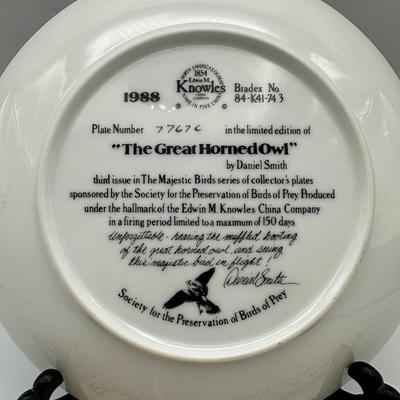 NORTH AMERICA'S OLDEST
1854
Edwin M.
Knowles
CHINA
COMPANY
NAME IN FINE CHINA
1988
Bradex No.
84-K41-74.3
Plate Number 7767C in the limited edition of
"The Great Horned Owl"
by Daniel Smith
third issue in The Majestic Birds series of collector's plates
sponsored by the Society for the Preservation of Birds of Prey Produced
under the hallmark of the Edwin M. Knowles China Company
in a firing period limited to a maximum of 150 days
Unforgettable - hearing the muffled hooting
of the great horned owl, and seeing
this majestic bird in flight!
Daniel Smith
Society for the Preservation of Birds of Prey